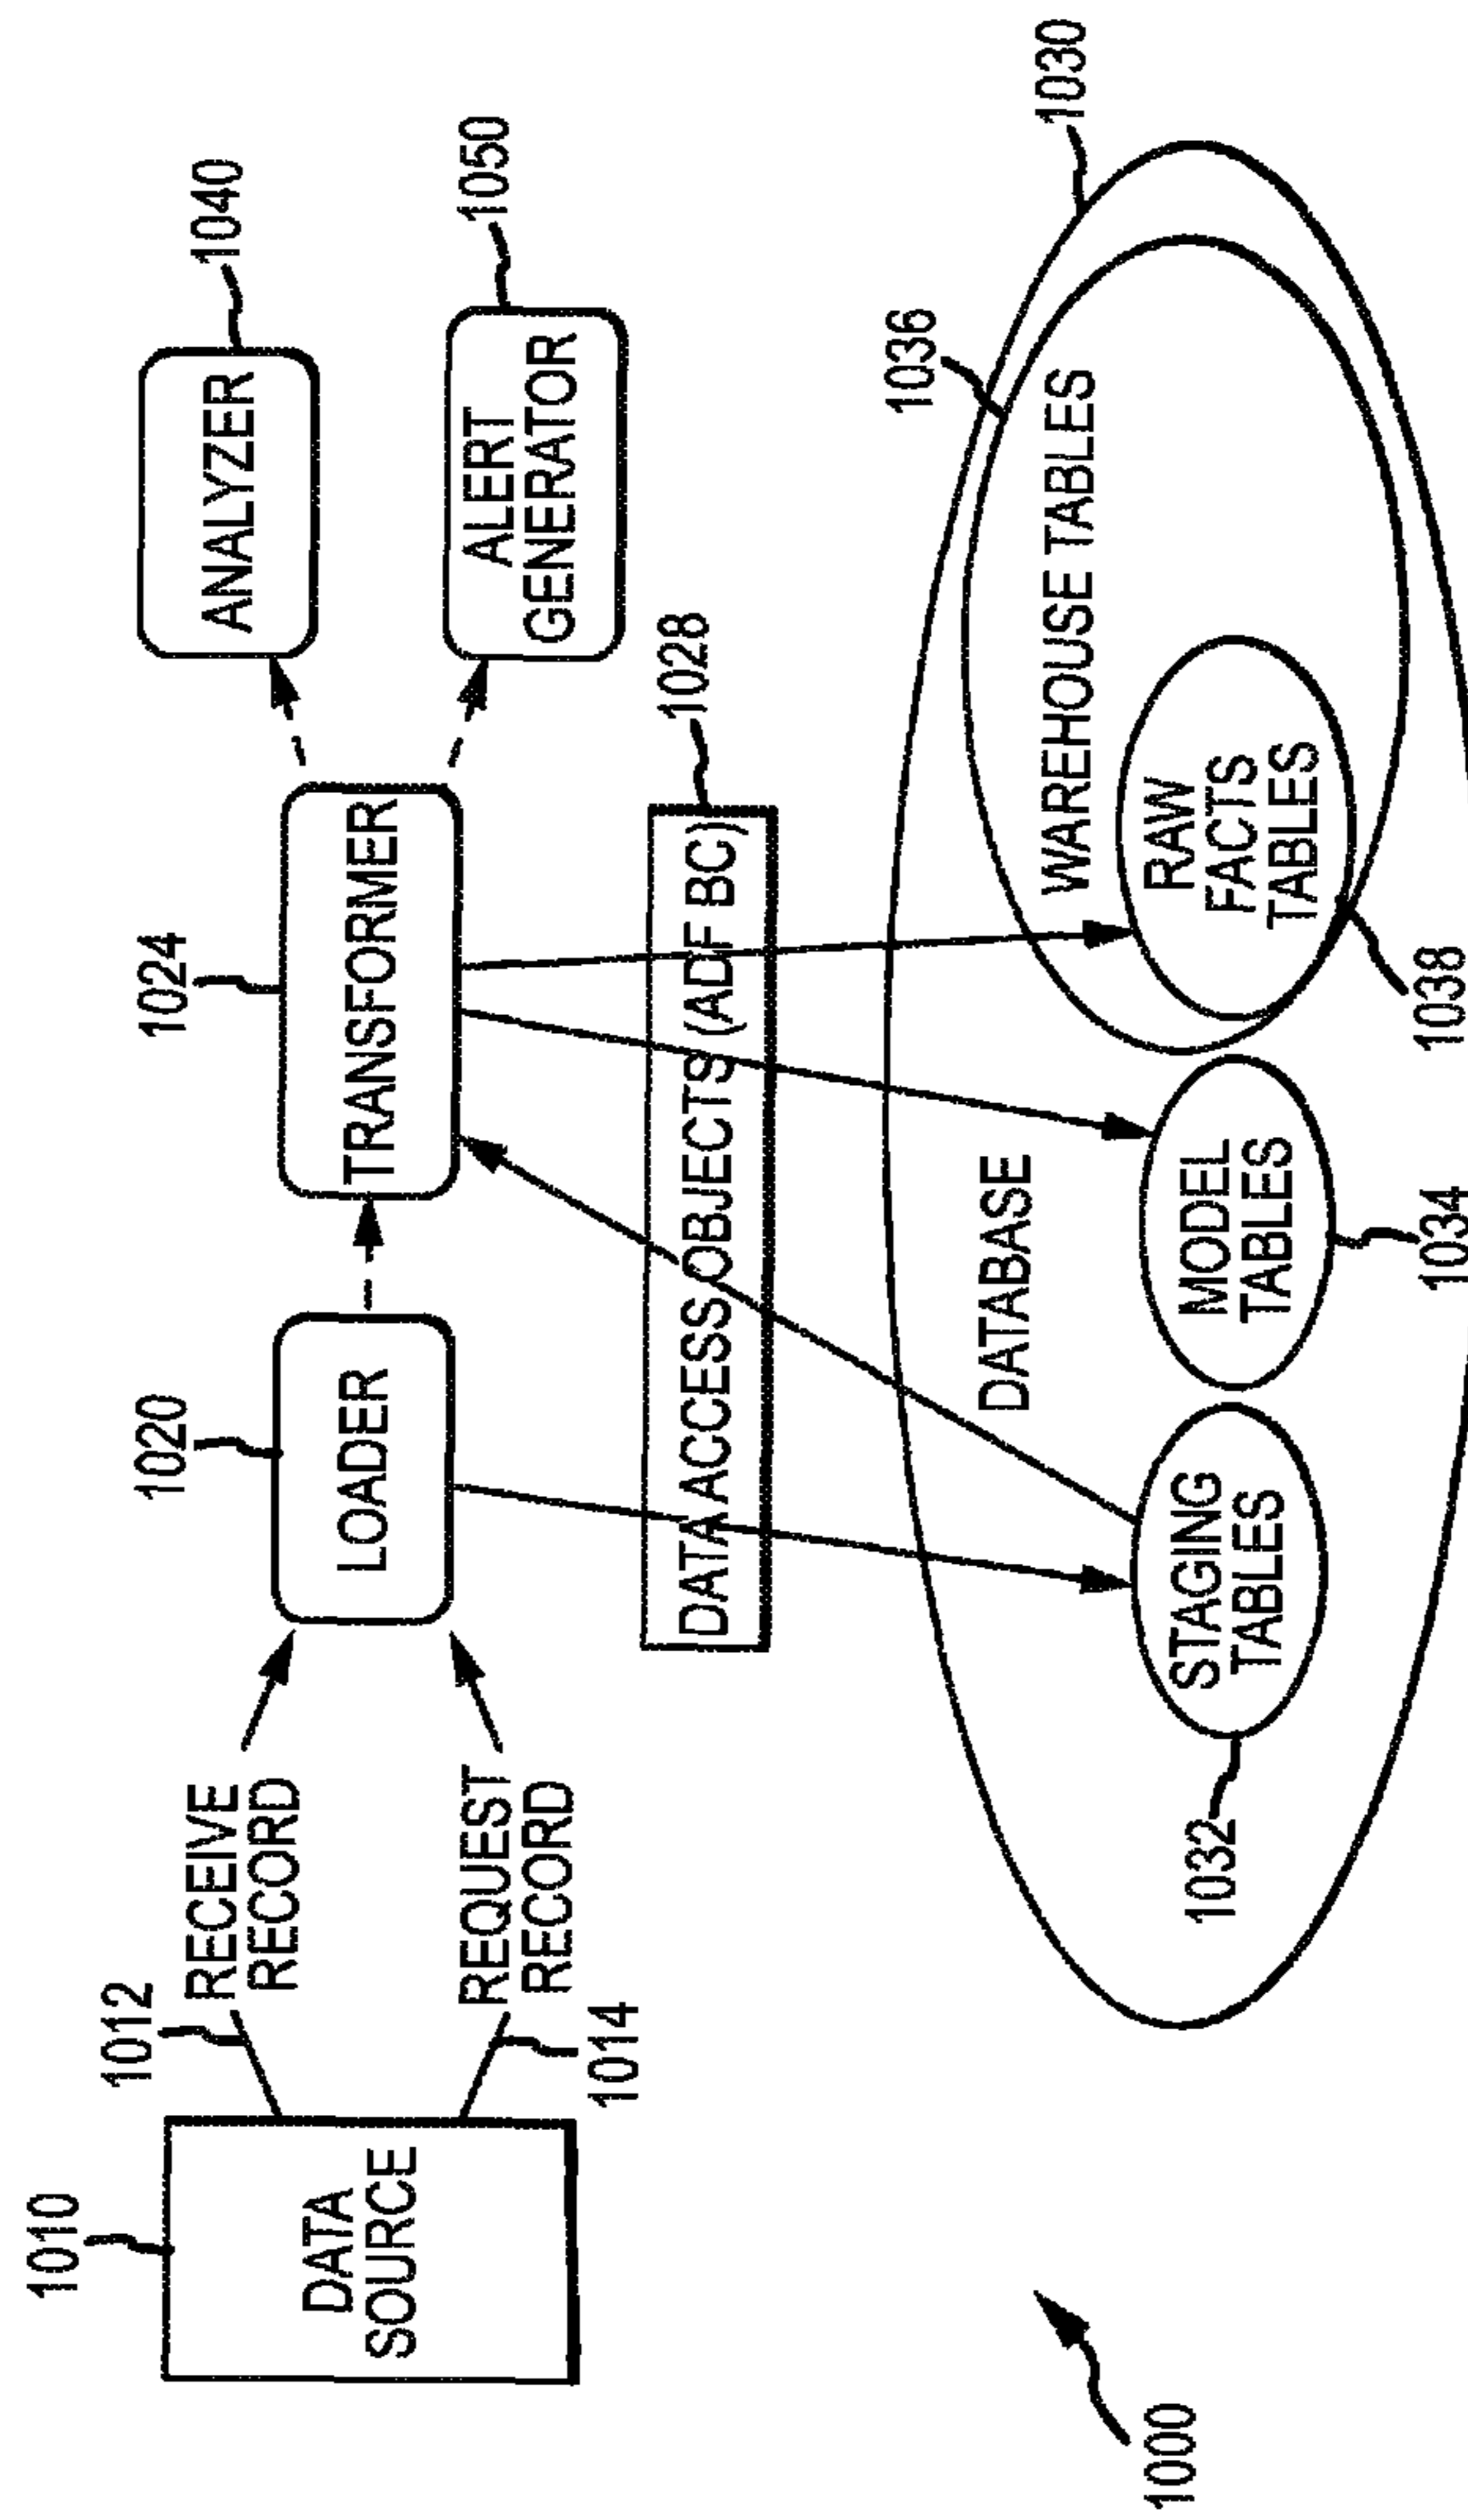 1010
DATA
SOURCE
1012
RECEIVE
RECORD
REQUEST
RECORD
1014
1020
LOADER
1024
TRANSFORMER
1040
ANALYZER
1050
ALERT
GENERATOR
1028
DATA ACCESS OBJECTS (ADF BC)
DATABASE
1030
1036
WAREHOUSE TABLES
RAW
FACTS
TABLES
1038
MODEL
TABLES
1034
STAGING
TABLES
1032
1000